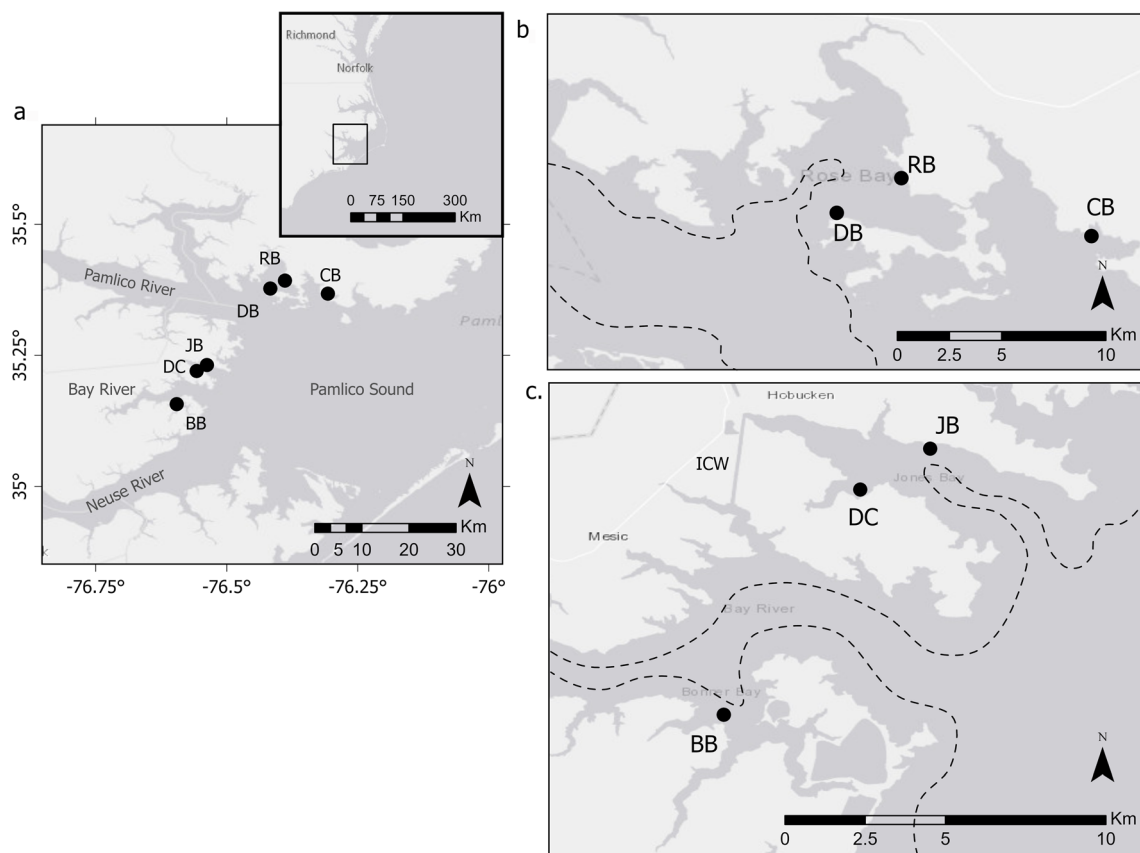 a
Richmond
Norfolk
0 75 150 300
Km
35.5°
35.25°
35°
RB
CB
DB
Pamlico River
Paml
JB
DC
Bay River
Pamlico Sound
BB
Neuse River
N
Km
0 5 10 20 30
k
-76.75° -76.5° -76.25° -76°
b
Rose Bay
RB
DB
CB
N
Km
0 2.5 5 10
c.
Hobucken
JB
ICW
Jones Bay
DC
Mesic
Bay River
Bonner Bay
BB
N
Km
0 2.5 5 10